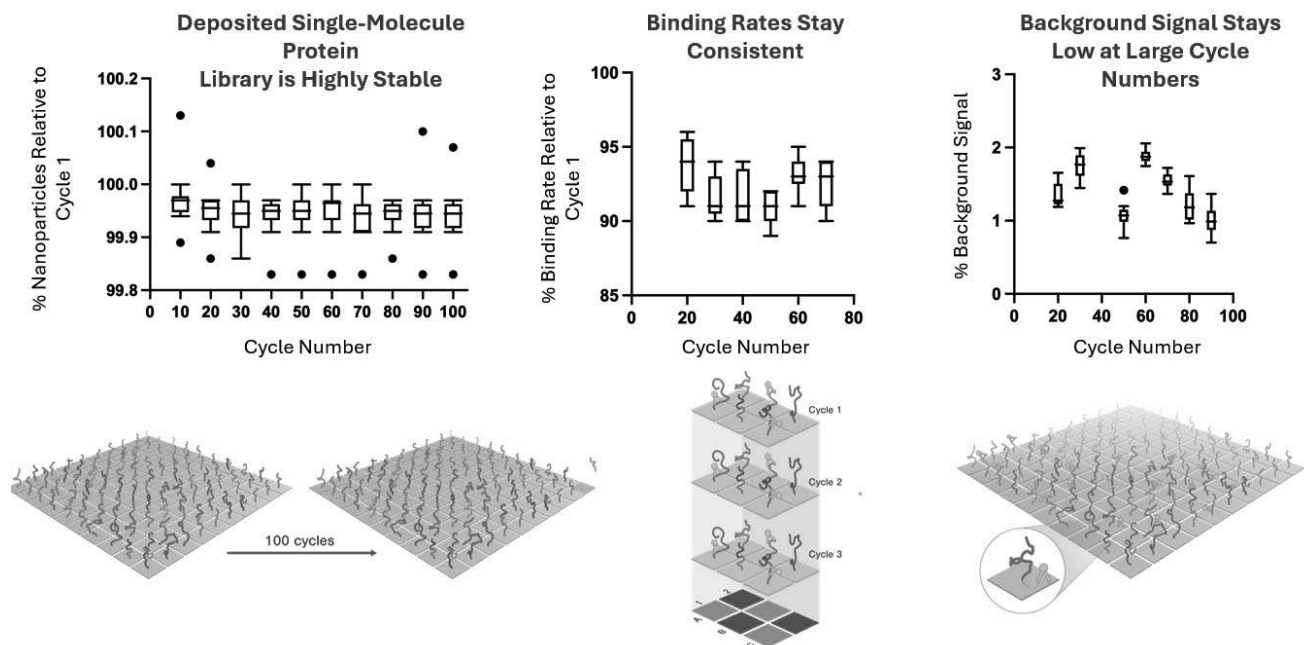 Deposited Single-Molecule
Protein
Library is Highly Stable
% Nanoparticles Relative to
Cycle 1
100.2
100.1
100.0
99.9
99.8
0 10 20 30 40 50 60 70 80 90 100
Cycle Number
Binding Rates Stay
Consistent
% Binding Rate Relative to
Cycle 1
100
95
90
85
0 20 40 60 80
Cycle Number
Background Signal Stays
Low at Large Cycle
Numbers
% Background Signal
3
2
1
0
0 20 40 60 80 100
Cycle Number
100 cycles
Cycle 1
Cycle 2
Cycle 3
1 2
A
B